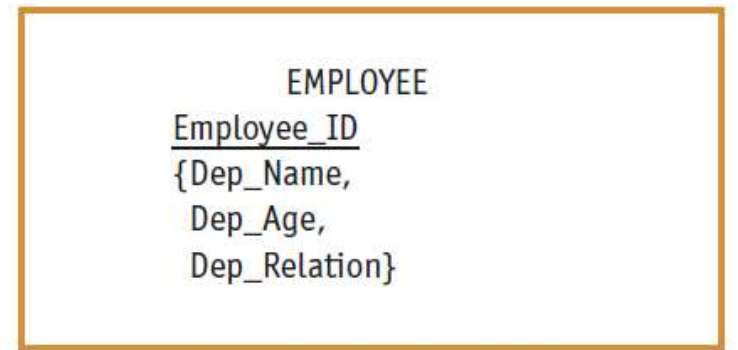 EMPLOYEE
Employee_ID
{Dep_Name,
Dep_Age,
Dep_Relation}